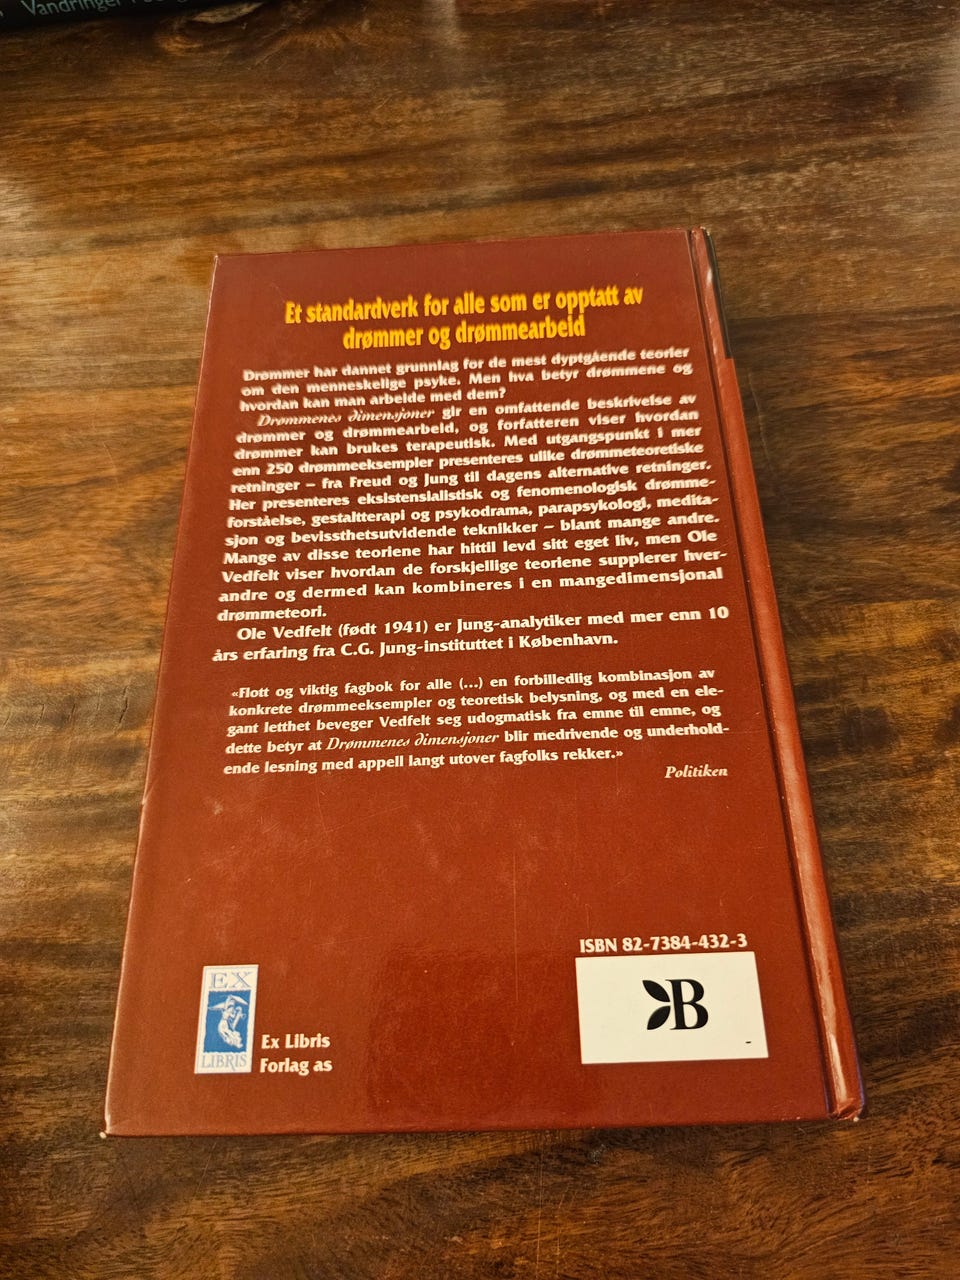 Vandringer
Et standardverk for alle som er opptatt av
drømmer og drømmearbeid
Drømmer har dannet grunnlag for de mest dyptgående teorier
om den menneskelige psyke. Men hva betyr drømmene og
hvordan kan man arbeide med dem?
Drømmenes dimensjoner gir en omfattende beskrivelse av
drømmer og drømmearbeid, og forfatteren viser hvordan
drømmer kan brukes terapeutisk. Med utgangspunkt i mer
enn 250 drømmeeksempler presenteres ulike drømmeteoretiske
retninger – fra Freud og Jung til dagens alternative retninger.
Her presenteres eksistensialistisk og fenomenologisk drømme-
forståelse, gestaltterapi og psykodrama, parapsykologi, medita-
sjon og bevissthetsutvidende teknikker – blant mange andre.
Mange av disse teoriene har hittil levd sitt eget liv, men Ole
Vedfelt viser hvordan de forskjellige teoriene supplerer hver-
andre og dermed kan kombineres i en mangedimensjonal
drømmeteori.
Ole Vedfelt (født 1941) er Jung-analytiker med mer enn 10
års erfaring fra C.G. Jung-instituttet i København.
«Flott og viktig fagbok for alle (...) en forbilledlig kombinasjon av
konkrete drømmeeksempler og teoretisk belysning, og med en ele-
gant letthet beveger Vedfelt seg udogmatisk fra emne til emne, og
dette betyr at Drømmenes dimensjoner blir medrivende og underhold-
ende lesning med appell langt utover fagfolks rekker.»
Politiken
ISBN 82-7384-432-3
B
EX
LIBRIS
Ex Libris
Forlag as